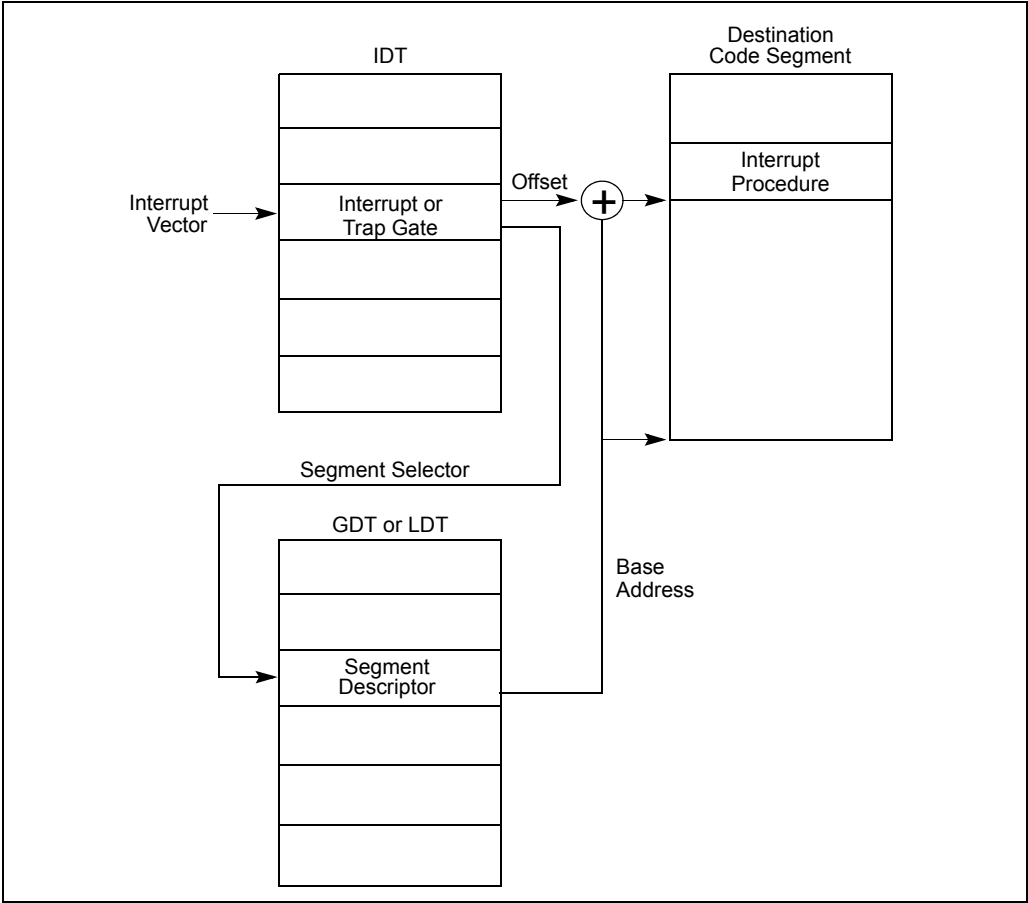 IDT
Destination
Code Segment
Interrupt
Vector
Interrupt or
Trap Gate
Offset
+
Interrupt
Procedure
Segment Selector
GDT or LDT
Segment
Descriptor
Base
Address